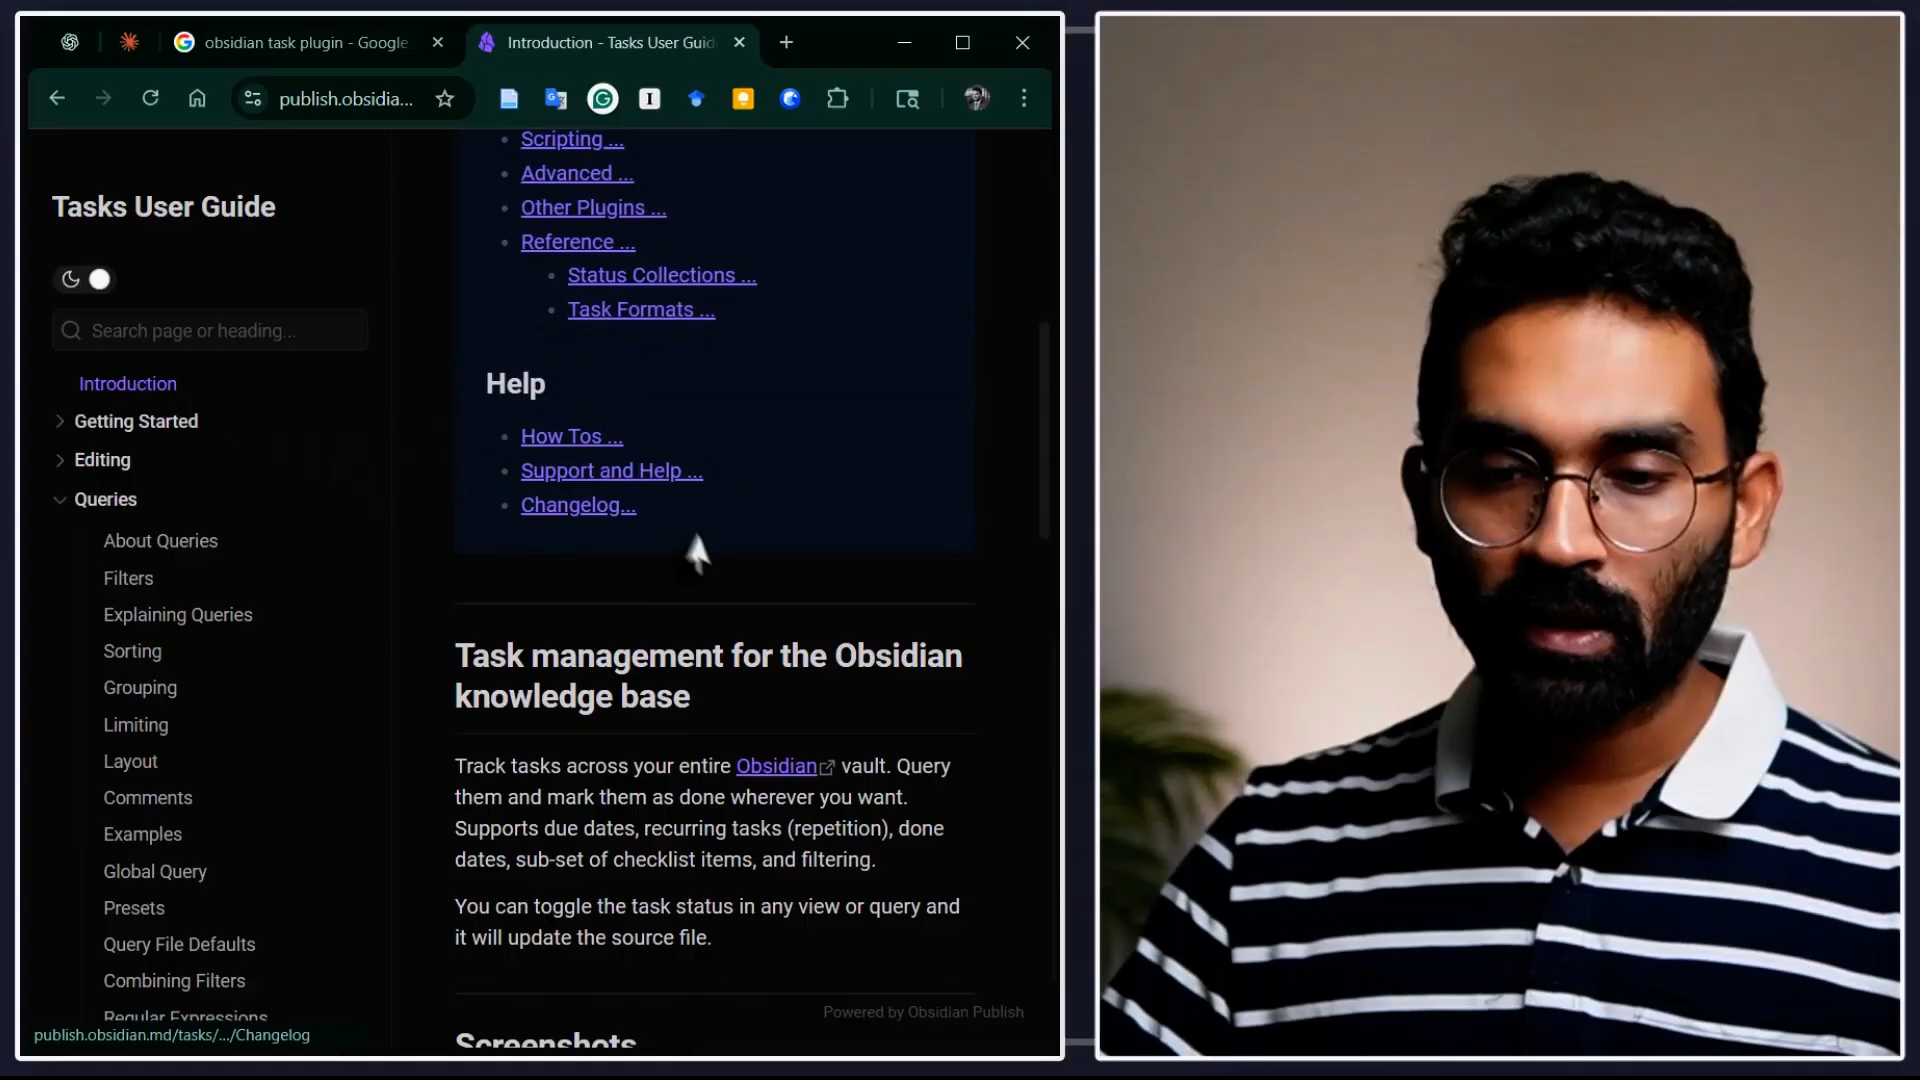 obsidian task plugin - Google
Introduction - Tasks User Guid
publish.obsidia...
Tasks User Guide
Search page or heading...
Introduction
Getting Started
Editing
Queries
About Queries
Filters
Explaining Queries
Sorting
Grouping
Limiting
Layout
Comments
Examples
Global Query
Presets
Query File Defaults
Combining Filters
Regular Expressions
publish.obsidian.md/tasks/.../Changelog
Scripting ...
Advanced ...
Other Plugins ...
Reference ...
Status Collections ...
Task Formats ...
Help
How Tos ...
Support and Help ...
Changelog...
Task management for the Obsidian
knowledge base
Track tasks across your entire Obsidian vault. Query
them and mark them as done wherever you want.
Supports due dates, recurring tasks (repetition), done
dates, sub-set of checklist items, and filtering.
You can toggle the task status in any view or query and
it will update the source file.
Powered by Obsidian Publish
Screenshots